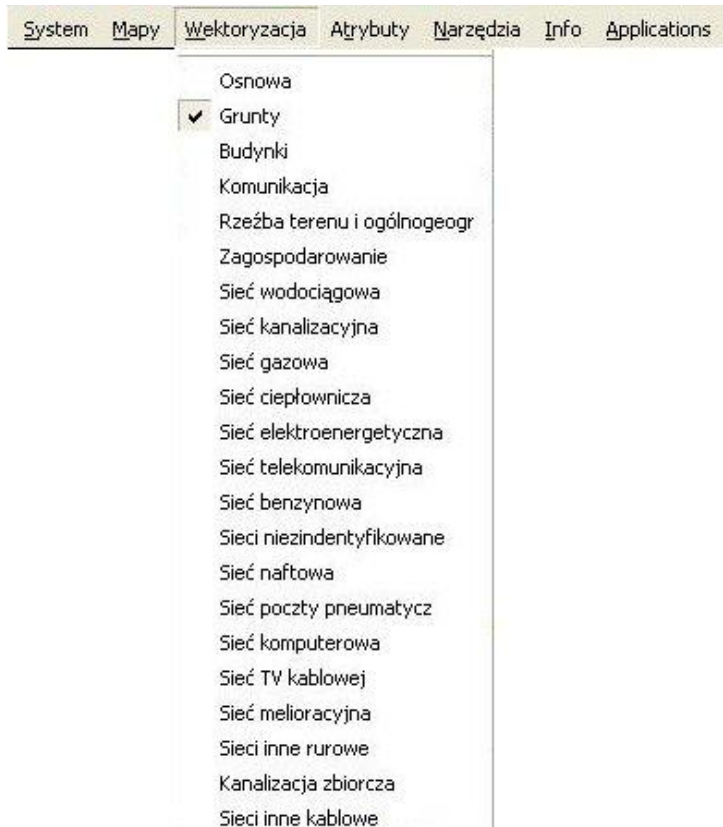 System Mapy Wektoryzacja Atrybuty Narzędzia Info Applications
Osnowa
Grunty
Budynki
Komunikacja
Rzeźba terenu i ogólnogeogr
Zagospodarowanie
Sieć wodociągowa
Sieć kanalizacyjna
Sieć gazowa
Sieć ciepłownicza
Sieć elektroenergetyczna
Sieć telekomunikacyjna
Sieć benzynowa
Sieci niezindentyfikowane
Sieć naftowa
Sieć poczty pneumatycz
Sieć komputerowa
Sieć TV kablowej
Sieć melioracyjna
Sieci inne rurowe
Kanalizacja zbiorcza
Sieci inne kablowe